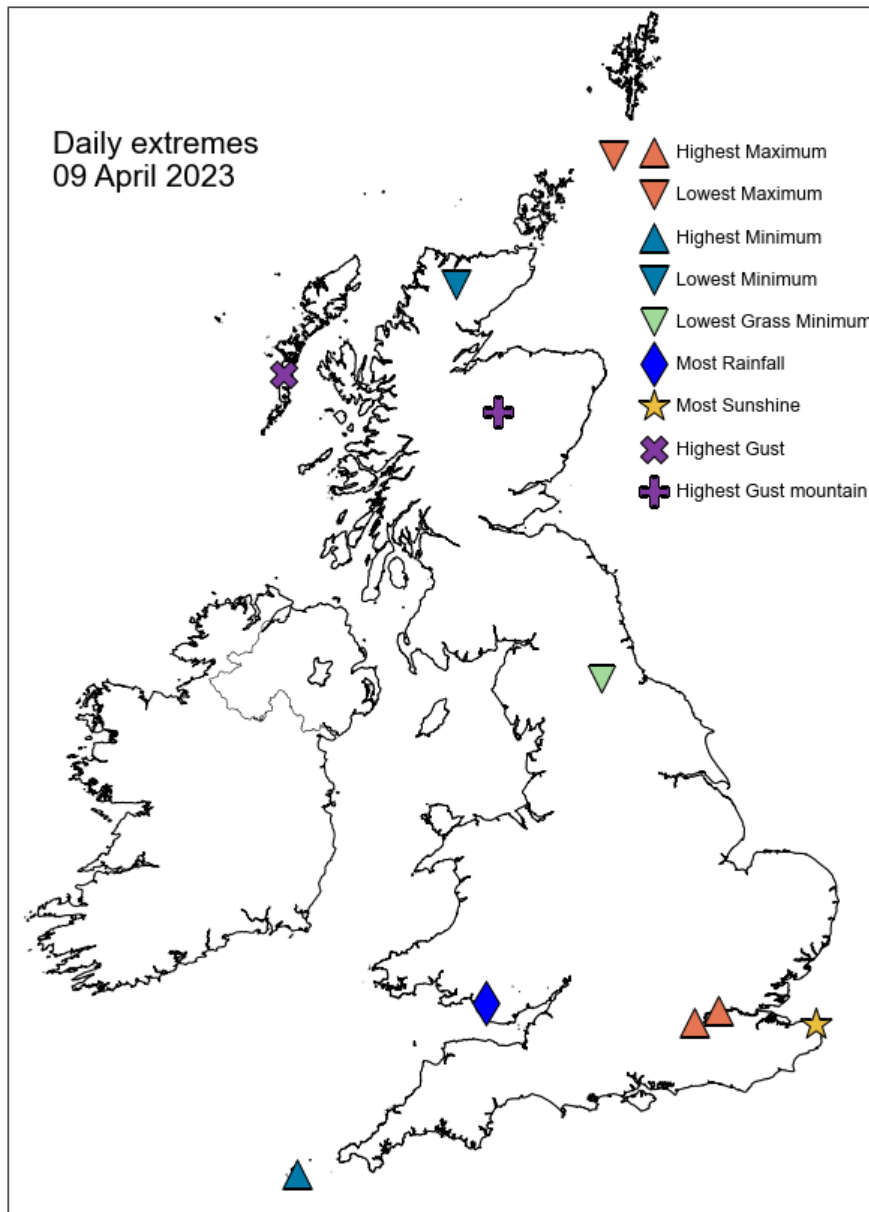 Daily extremes
09 April 2023
Highest Maximum
Lowest Maximum
Highest Minimum
Lowest Minimum
Lowest Grass Minimum
Most Rainfall
Most Sunshine
Highest Gust
Highest Gust mountain